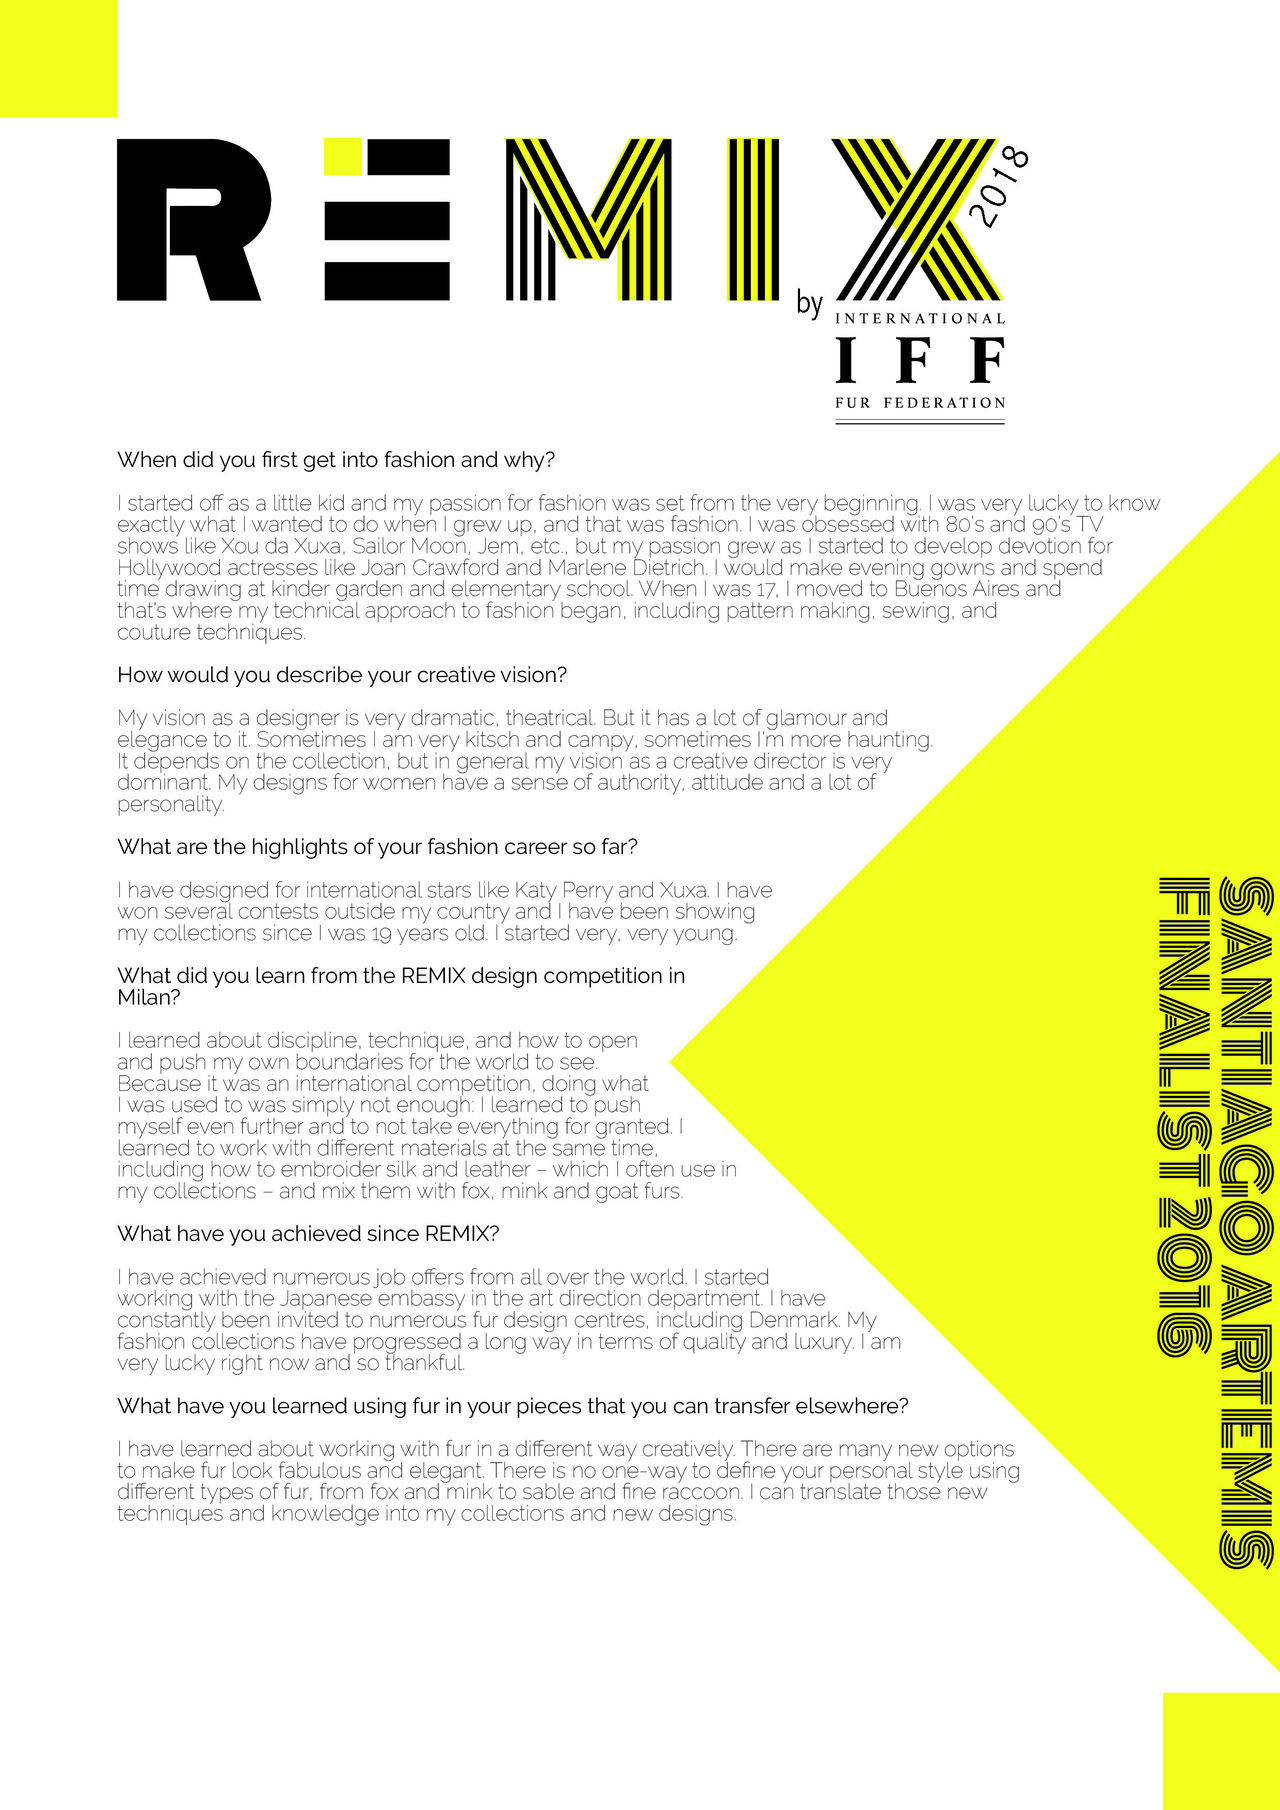 REMIX
2018
by
INTERNATIONAL
IFF
FUR FEDERATION
When did you first get into fashion and why?
I started off as a little kid and my passion for fashion was set from the very beginning. I was very lucky to know
exactly what I wanted to do when I grew up, and that was fashion. I was obsessed with 80's and 90's TV
shows like Xou da Xuxa, Sailor Moon, Jem, etc., but my passion grew as I started to develop devotion for
Hollywood actresses like Joan Crawford and Marlene Dietrich. I would make evening gowns and spend
time drawing at kinder garden and elementary school. When I was 17, I moved to Buenos Aires and
that's where my technical approach to fashion began, including pattern making, sewing, and
couture techniques.
How would you describe your creative vision?
My vision as a designer is very dramatic, theatrical. But it has a lot of glamour and
elegance to it. Sometimes I am very kitsch and campy, sometimes I'm more haunting.
It depends on the collection, but in general my vision as a creative director is very
dominant. My designs for women have a sense of authority, attitude and a lot of
personality.
What are the highlights of your fashion career so far?
I have designed for international stars like Katy Perry and Xuxa. I have
won several contests outside my country and I have been showing
my collections since I was 19 years old. I started very, very young.
What did you learn from the REMIX design competition in
Milan?
I learned about discipline, technique, and how to open
and push my own boundaries for the world to see.
Because it was an international competition, doing what
I was used to was simply not enough: I learned to push
myself even further and to not take everything for granted. I
learned to work with different materials at the same time,
including how to embroider silk and leather – which I often use in
my collections – and mix them with fox, mink and goat furs.
What have you achieved since REMIX?
I have achieved numerous job offers from all over the world. I started
working with the Japanese embassy in the art direction department. I have
constantly been invited to numerous fur design centres, including Denmark. My
fashion collections have progressed a long way in terms of quality and luxury. I am
very lucky right now and so thankful.
What have you learned using fur in your pieces that you can transfer elsewhere?
I have learned about working with fur in a different way creatively. There are many new options
to make fur look fabulous and elegant. There is no one-way to define your personal style using
different types of fur, from fox and mink to sable and fine raccoon. I can translate those new
techniques and knowledge into my collections and new designs.
SANTIAGO ARTEMIS
FINALIST 2016